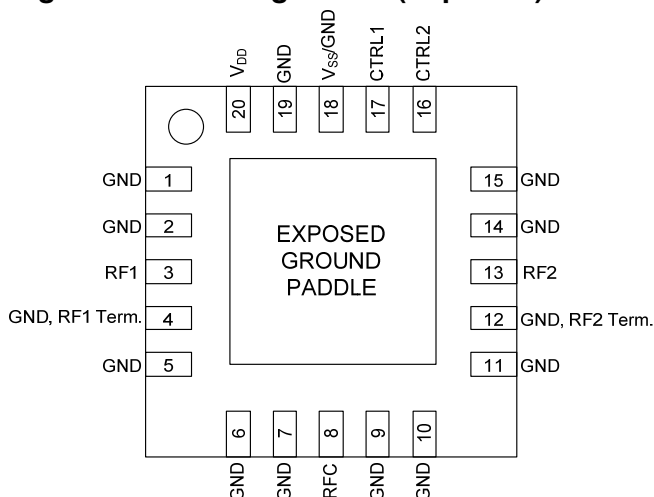 V_DD
GND
V_SS/GND
CTRL1
CTRL2
20
19
18
17
16
GND 1
GND 2
RF1 3
GND, RF1 Term. 4
GND 5
15 GND
14 GND
13 RF2
12 GND, RF2 Term.
11 GND
EXPOSED
GROUND
PADDLE
6
7
8
9
10
GND
GND
RFC
GND
GND